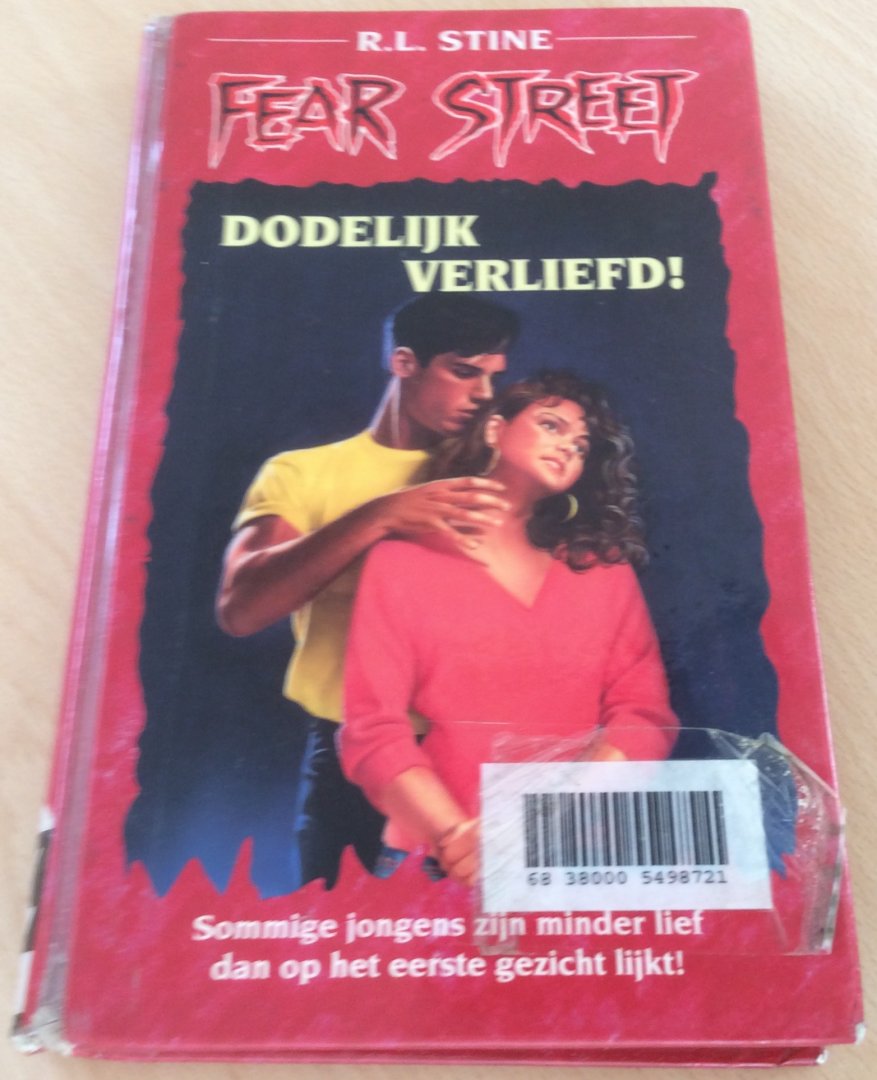 R.L. STINE
FEAR STREET
DODELIJK
VERLIEFD!
68 38000 5498721
Sommige jongens zijn minder lief
dan op het eerste gezicht lijkt!